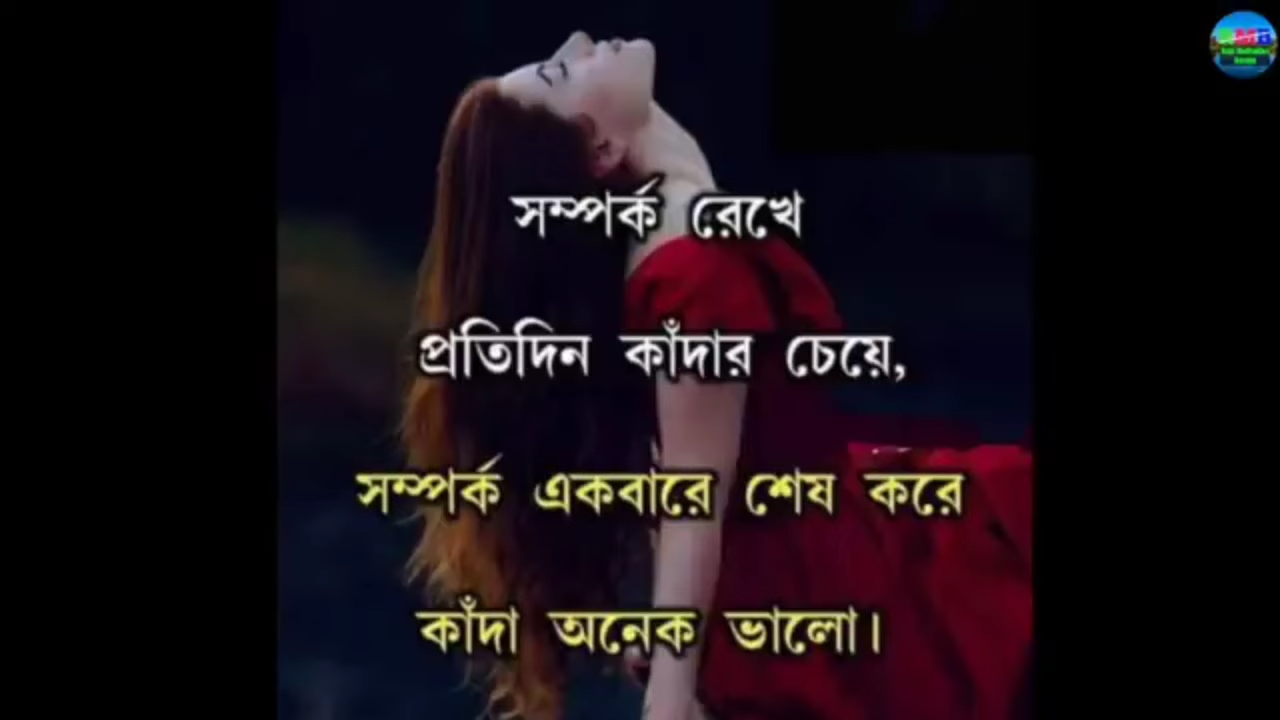 সম্পর্ক রেখে
প্রতিদিন কাঁদার চেয়ে,
সম্পর্ক একবারে শেষ করে
কাঁদা অনেক ভালো।